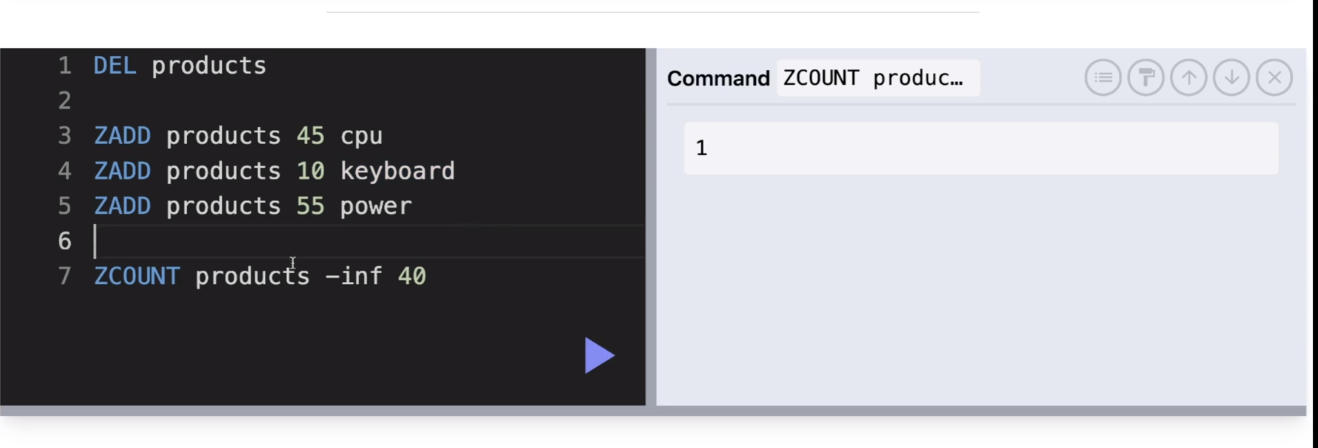 1 DEL products
2
3 ZADD products 45 cpu
4 ZADD products 10 keyboard
5 ZADD products 55 power
6
7 ZCOUNT products -inf 40
Command ZCOUNT produc…
1